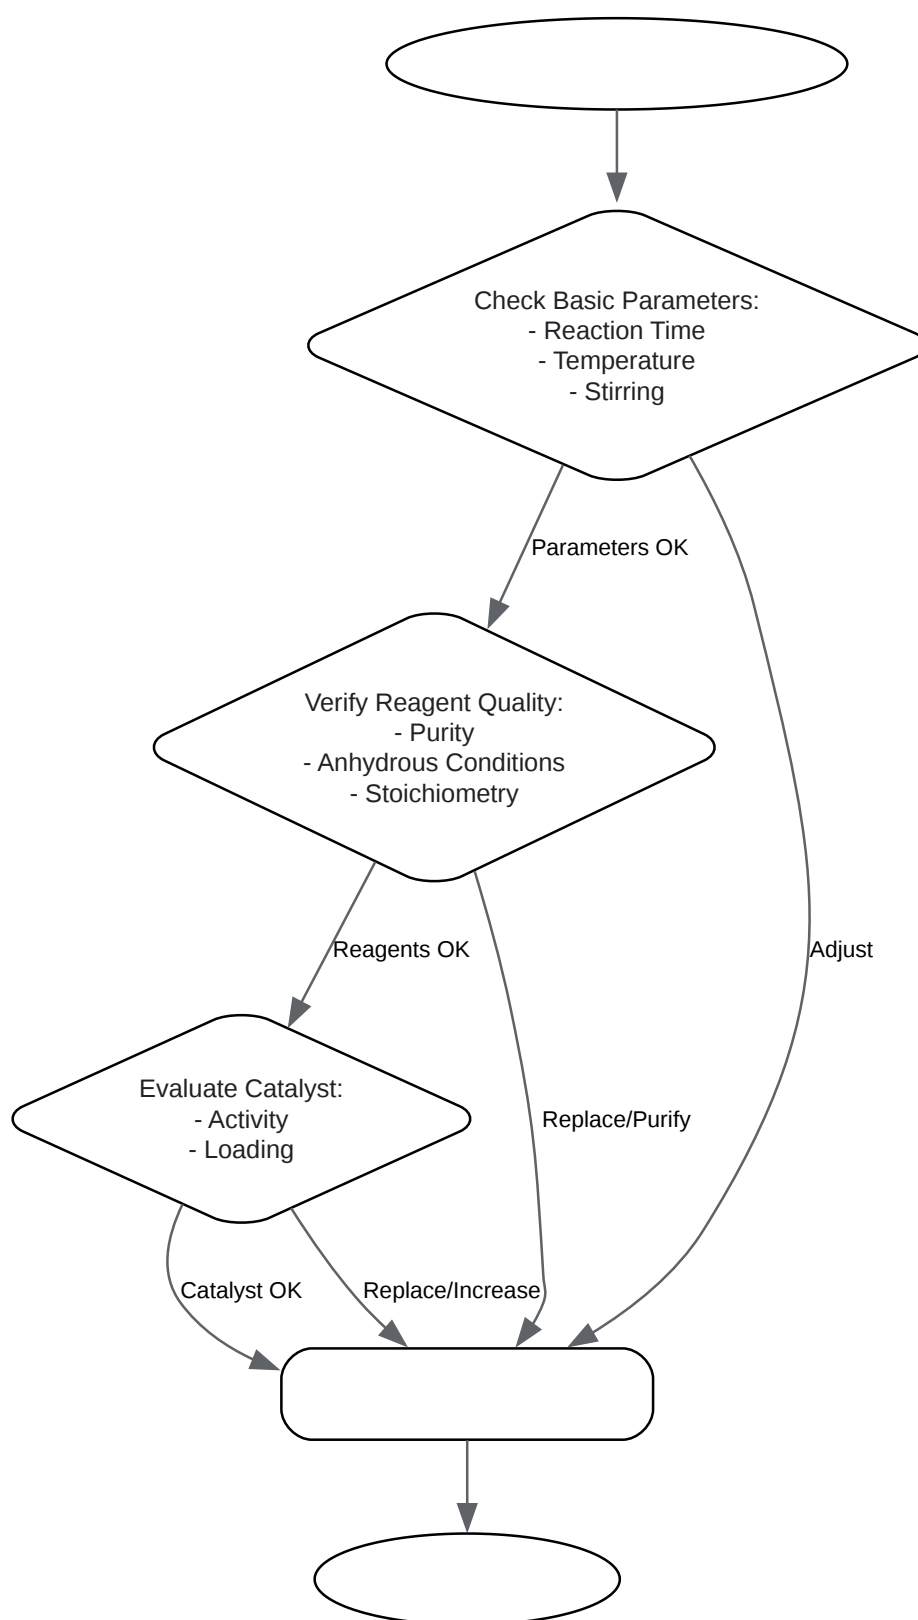 Check Basic Parameters:
- Reaction Time
- Temperature
- Stirring
Parameters OK
Verify Reagent Quality:
- Purity
- Anhydrous Conditions
- Stoichiometry
Reagents OK
Adjust
Evaluate Catalyst:
- Activity
- Loading
Replace/Purify
Catalyst OK
Replace/Increase